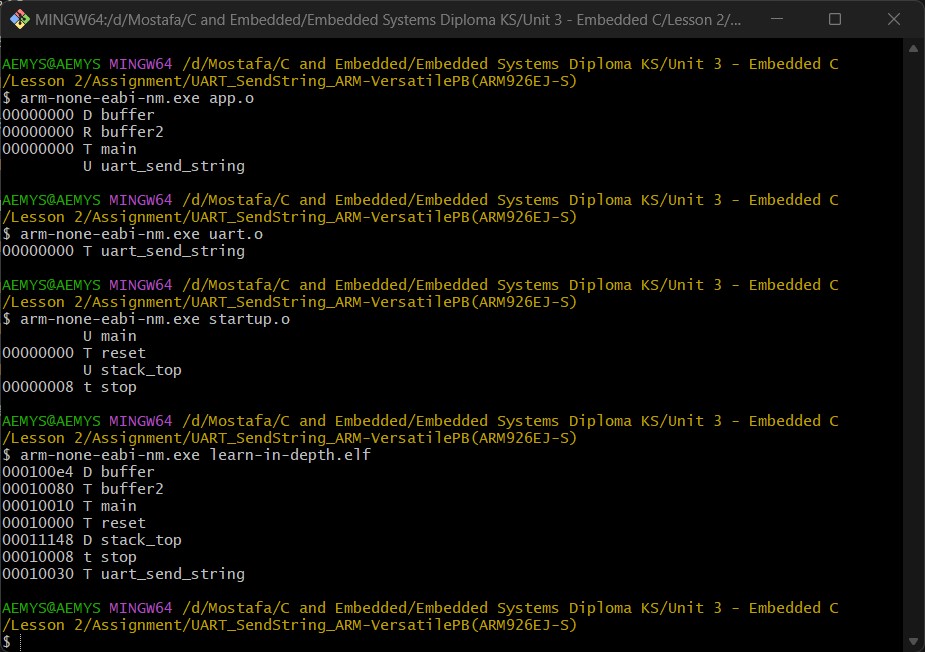 MINGW64:/d/Mostafa/C and Embedded/Embedded Systems Diploma KS/Unit 3 - Embedded C/Lesson 2/...
AEMYS@AEMYS MINGW64 /d/Mostafa/C and Embedded/Embedded Systems Diploma KS/Unit 3 - Embedded C
/Lesson 2/Assignment/UART_SendString_ARM-VersatilePB(ARM926EJ-S)
$ arm-none-eabi-nm.exe app.o
00000000 D buffer
00000000 R buffer2
00000000 T main
         U uart_send_string
AEMYS@AEMYS MINGW64 /d/Mostafa/C and Embedded/Embedded Systems Diploma KS/Unit 3 - Embedded C
/Lesson 2/Assignment/UART_SendString_ARM-VersatilePB(ARM926EJ-S)
$ arm-none-eabi-nm.exe uart.o
00000000 T uart_send_string
AEMYS@AEMYS MINGW64 /d/Mostafa/C and Embedded/Embedded Systems Diploma KS/Unit 3 - Embedded C
/Lesson 2/Assignment/UART_SendString_ARM-VersatilePB(ARM926EJ-S)
$ arm-none-eabi-nm.exe startup.o
         U main
00000000 T reset
         U stack_top
00000008 t stop
AEMYS@AEMYS MINGW64 /d/Mostafa/C and Embedded/Embedded Systems Diploma KS/Unit 3 - Embedded C
/Lesson 2/Assignment/UART_SendString_ARM-VersatilePB(ARM926EJ-S)
$ arm-none-eabi-nm.exe learn-in-depth.elf
000100e4 D buffer
00010080 T buffer2
00010010 T main
00010000 T reset
00011148 D stack_top
00010008 t stop
00010030 T uart_send_string
AEMYS@AEMYS MINGW64 /d/Mostafa/C and Embedded/Embedded Systems Diploma KS/Unit 3 - Embedded C
/Lesson 2/Assignment/UART_SendString_ARM-VersatilePB(ARM926EJ-S)
$